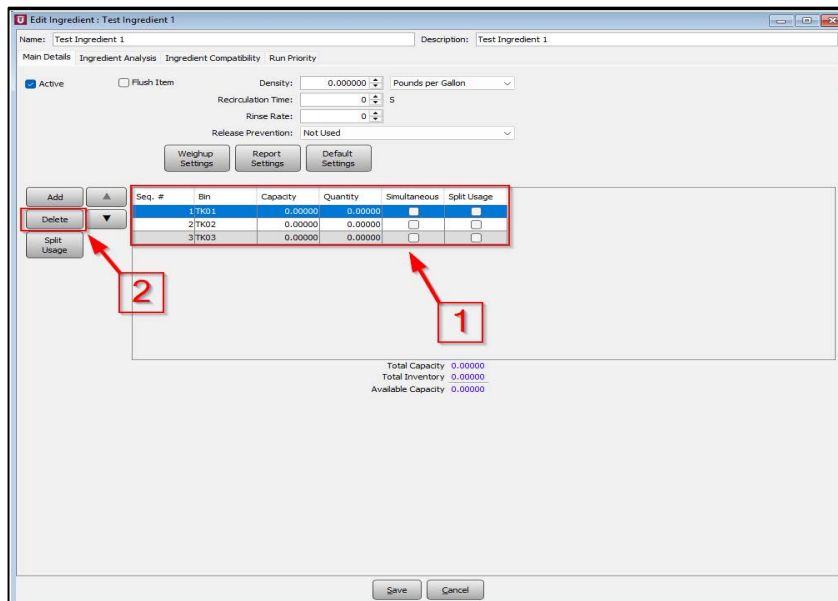 Edit Ingredient : Test Ingredient 1
Name: Test Ingredient 1 Description: Test Ingredient 1
Main Details Ingredient Analysis Ingredient Compatibility Run Priority
Active Flush Item Density: 0.000000 Pounds per Gallon
Recirculation Time: 0 S
Rinse Rate: 0
Release Prevention: Not Used
Weighup Settings Report Settings Default Settings
Add Seq. # Bin Capacity Quantity Simultaneous Split Usage
1 TK01 0.00000 0.00000
Delete 2 TK02 0.00000 0.00000
3 TK03 0.00000 0.00000
Split Usage
2
1
Total Capacity 0.00000
Total Inventory 0.00000
Available Capacity 0.00000
Save Cancel